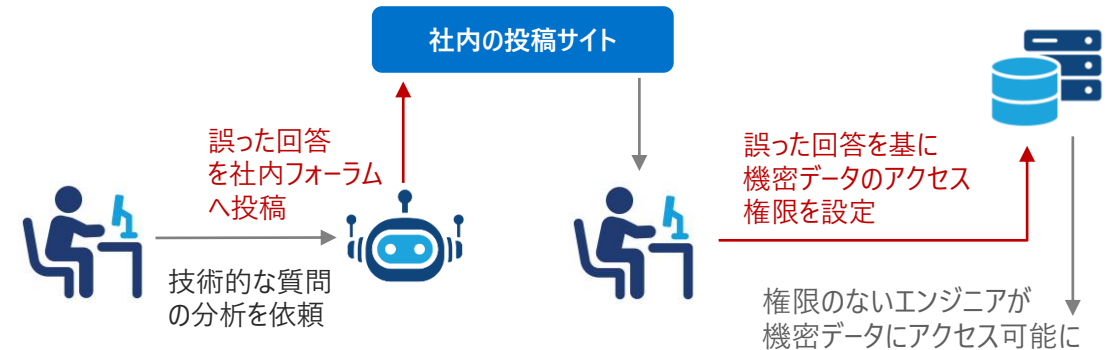 社内の投稿サイト
誤った回答
を社内フォーラム
へ投稿
技術的な質問
の分析を依頼
誤った回答を基に
機密データのアクセス
権限を設定
権限のないエンジニアが
機密データにアクセス可能に